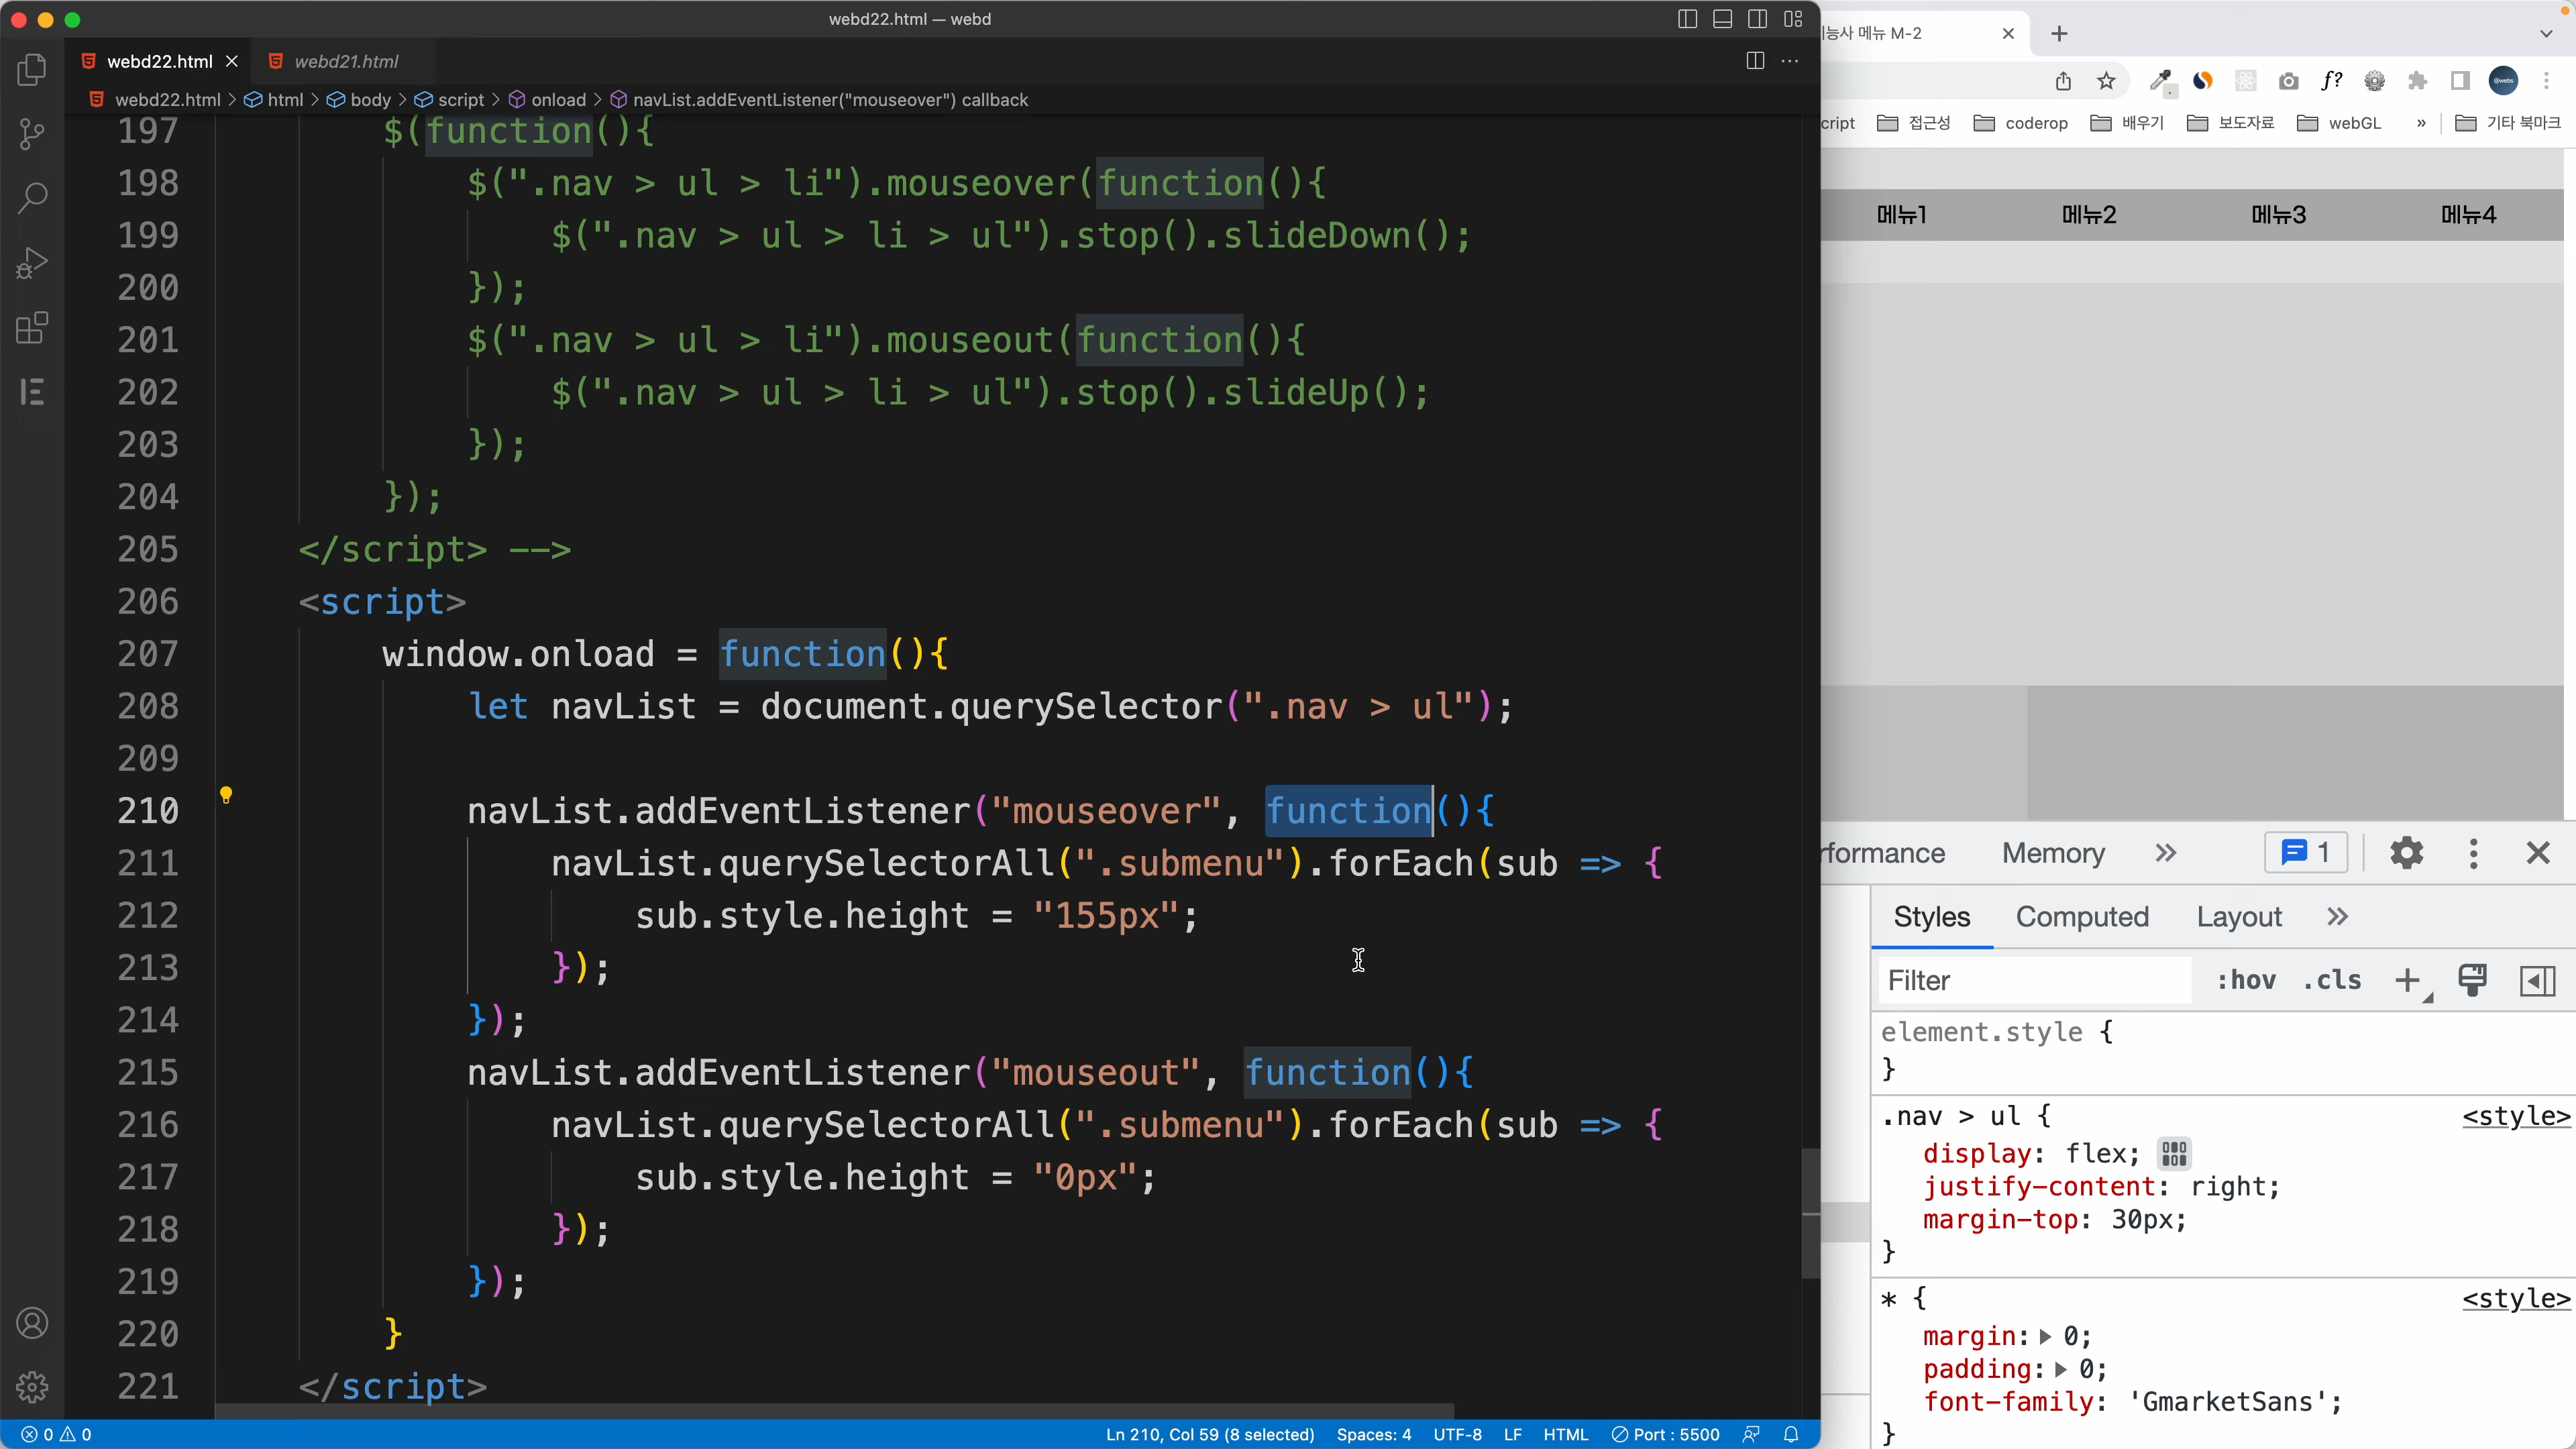 webd22.html — webd
webd22.html
webd21.html
webd22.html > html > body > script > onload > navList.addEventListener("mouseover") callback
197 $(function(){
198 $(".nav > ul > li").mouseover(function(){
199 $(".nav > ul > li > ul").stop().slideDown();
200 });
201 $(".nav > ul > li").mouseout(function(){
202 $(".nav > ul > li > ul").stop().slideUp();
203 });
204 });
205 </script> -->
206 <script>
207 window.onload = function(){
208 let navList = document.querySelector(".nav > ul");
209
210 navList.addEventListener("mouseover", function(){
211 navList.querySelectorAll(".submenu").forEach(sub => {
212 sub.style.height = "155px";
213 });
214 });
215 navList.addEventListener("mouseout", function(){
216 navList.querySelectorAll(".submenu").forEach(sub => {
217 sub.style.height = "0px";
218 });
219 });
220 }
221 </script>
0 0
Ln 210, Col 59 (8 selected) Spaces: 4 UTF-8 LF HTML Port : 5500
능사 메뉴 M-2
f?
@webs
cript 접근성 coderop 배우기 보도자료 webGL » 기타 북마크
메뉴1 메뉴2 메뉴3 메뉴4
formance Memory » 1
Styles Computed Layout »
Filter :hov .cls
element.style {
}
.nav > ul { <style>
display: flex;
justify-content: right;
margin-top: 30px;
}
* { <style>
margin: 0;
padding: 0;
font-family: 'GmarketSans';
}